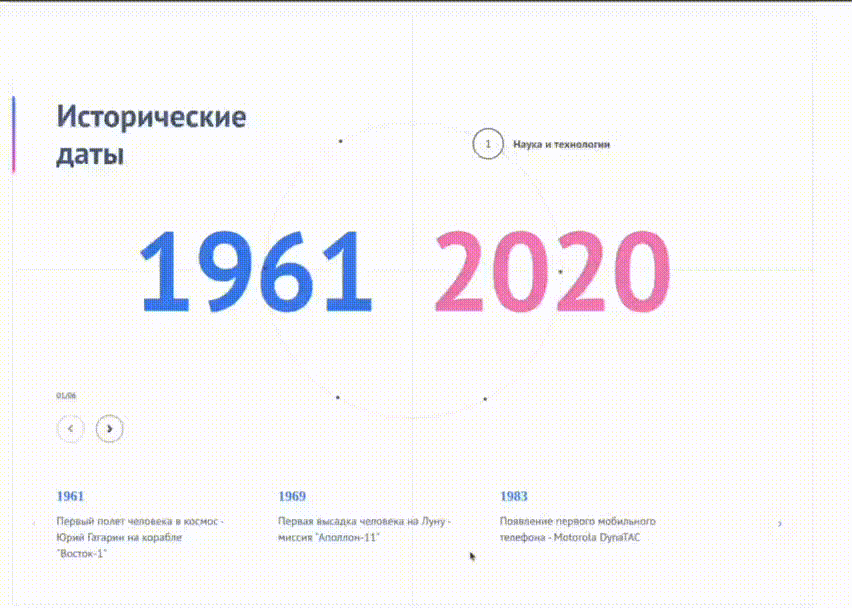 Исторические
даты
1
Наука и технологии
1961 2020
01/06
1961
Первый полет человека в космос -
Юрий Гагарин на корабле
"Восток-1"
1969
Первая высадка человека на Луну -
миссия "Аполлон-11"
1983
Появление первого мобильного
телефона - Motorola DynaTAC